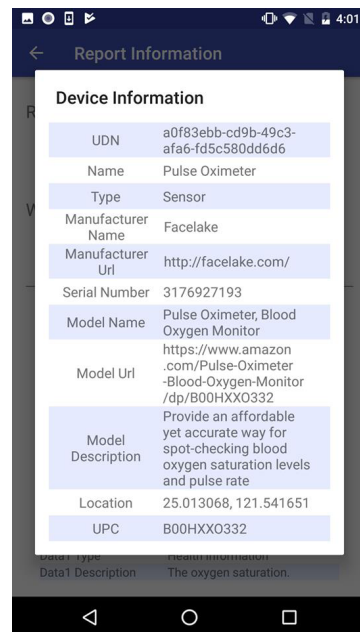 4:01
Report Information
R
Device Information
UDN
a0f83ebb-cd9b-49c3-
afa6-fd5c580dd6d6
Name
Pulse Oximeter
Type
Sensor
Manufacturer
Name
Facelake
Manufacturer
Url
http://facelake.com/
Serial Number
3176927193
Model Name
Pulse Oximeter, Blood
Oxygen Monitor
Model Url
https://www.amazon
.com/Pulse-Oximeter
-Blood-Oxygen-Monitor
/dp/B00HXXO332
Model
Description
Provide an affordable
yet accurate way for
spot-checking blood
oxygen saturation levels
and pulse rate
Location
25.013068, 121.541651
UPC
B00HXXO332
Data1 Type
Health Information
Data1 Description
The oxygen saturation.